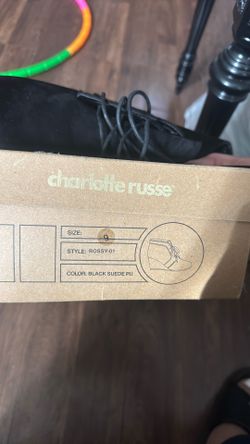 charlotte russe
SIZE: 9
STYLE: ROSSY-01
COLOR: BLACK SUEDE PU